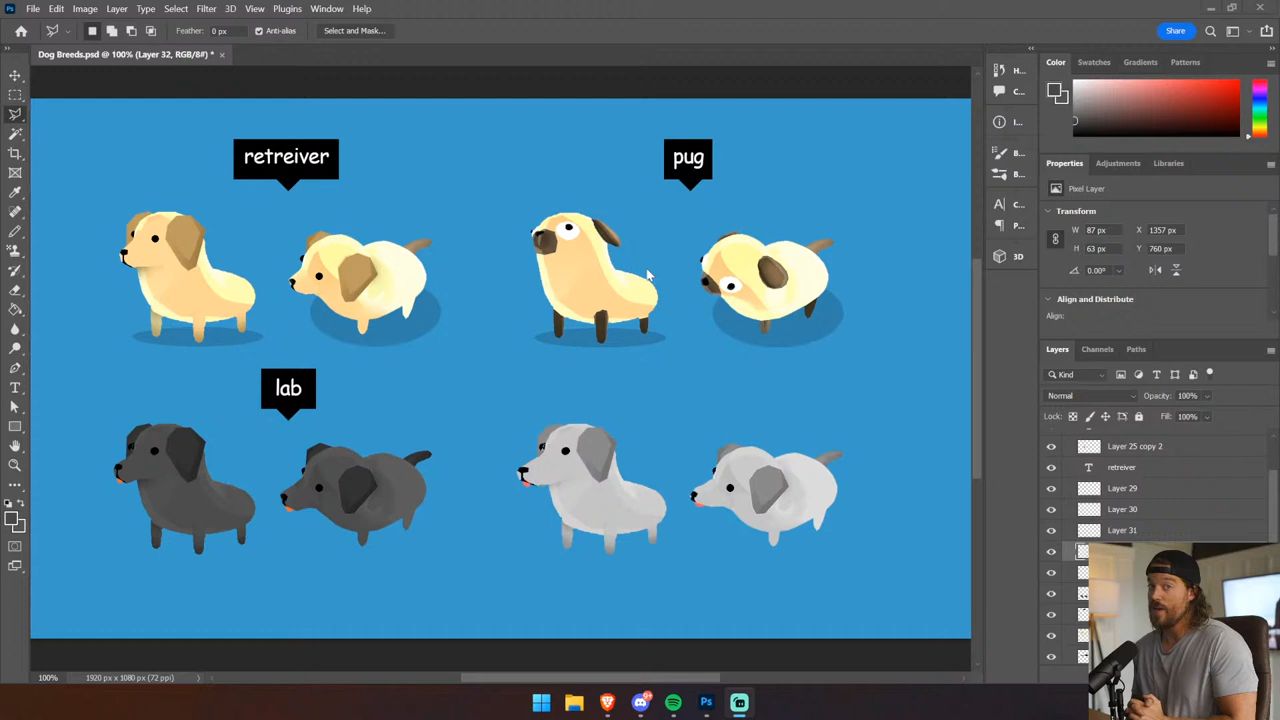 Ps File Edit Image Layer Type Select Filter 3D View Plugins Window Help
Feather: 0 px Anti-alias Select and Mask... Share
Dog Breeds.psd @ 100% (Layer 32, RGB/8#) * ×
retreiver
pug
lab
H...
C...
I...
B...
B...
C...
P...
3D
Color Swatches Gradients Patterns
Properties Adjustments Libraries
Pixel Layer
Transform
W 87 px X 1357 px
H 63 px Y 760 px
0.00°
Align and Distribute
Align:
Layers Channels Paths
Kind
Normal Opacity: 100%
Lock: Fill: 100%
Layer 25 copy 2
retreiver
Layer 29
Layer 30
Layer 31
100% 1920 px x 1080 px (72 ppi)
Ps